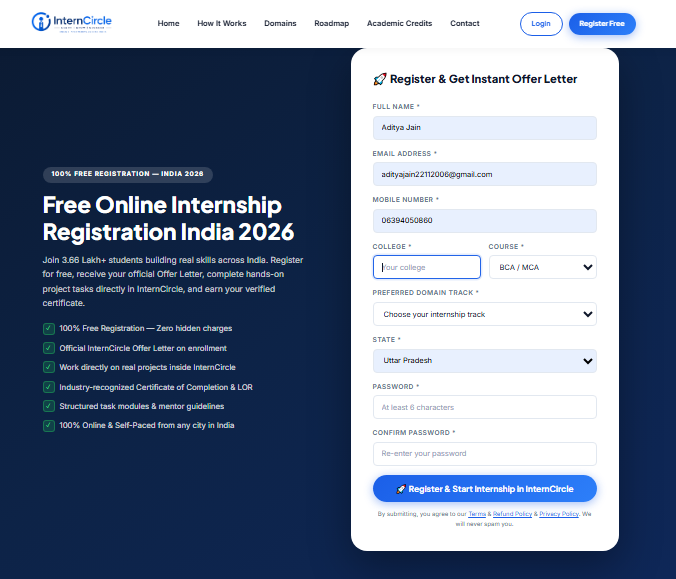 InternCircle
Home How It Works Domains Roadmap Academic Credits Contact Login Register Free
100% FREE REGISTRATION — INDIA 2026
Free Online Internship
Registration India 2026
Join 3.66 Lakh+ students building real skills across India. Register
for free, receive your official Offer Letter, complete hands-on
project tasks directly in InternCircle, and earn your verified
certificate.
100% Free Registration — Zero hidden charges
Official InternCircle Offer Letter on enrollment
Work directly on real projects inside InternCircle
Industry-recognized Certificate of Completion & LOR
Structured task modules & mentor guidelines
100% Online & Self-Paced from any city in India
🚀 Register & Get Instant Offer Letter
FULL NAME *
Aditya Jain
EMAIL ADDRESS *
adityajain22112006@gmail.com
MOBILE NUMBER *
06394050860
COLLEGE * COURSE *
Your college BCA / MCA
PREFERRED DOMAIN TRACK *
Choose your internship track
STATE *
Uttar Pradesh
PASSWORD *
At least 6 characters
CONFIRM PASSWORD *
Re-enter your password
🚀 Register & Start Internship in InternCircle
By submitting, you agree to our Terms & Refund Policy & Privacy Policy. We
will never spam you.